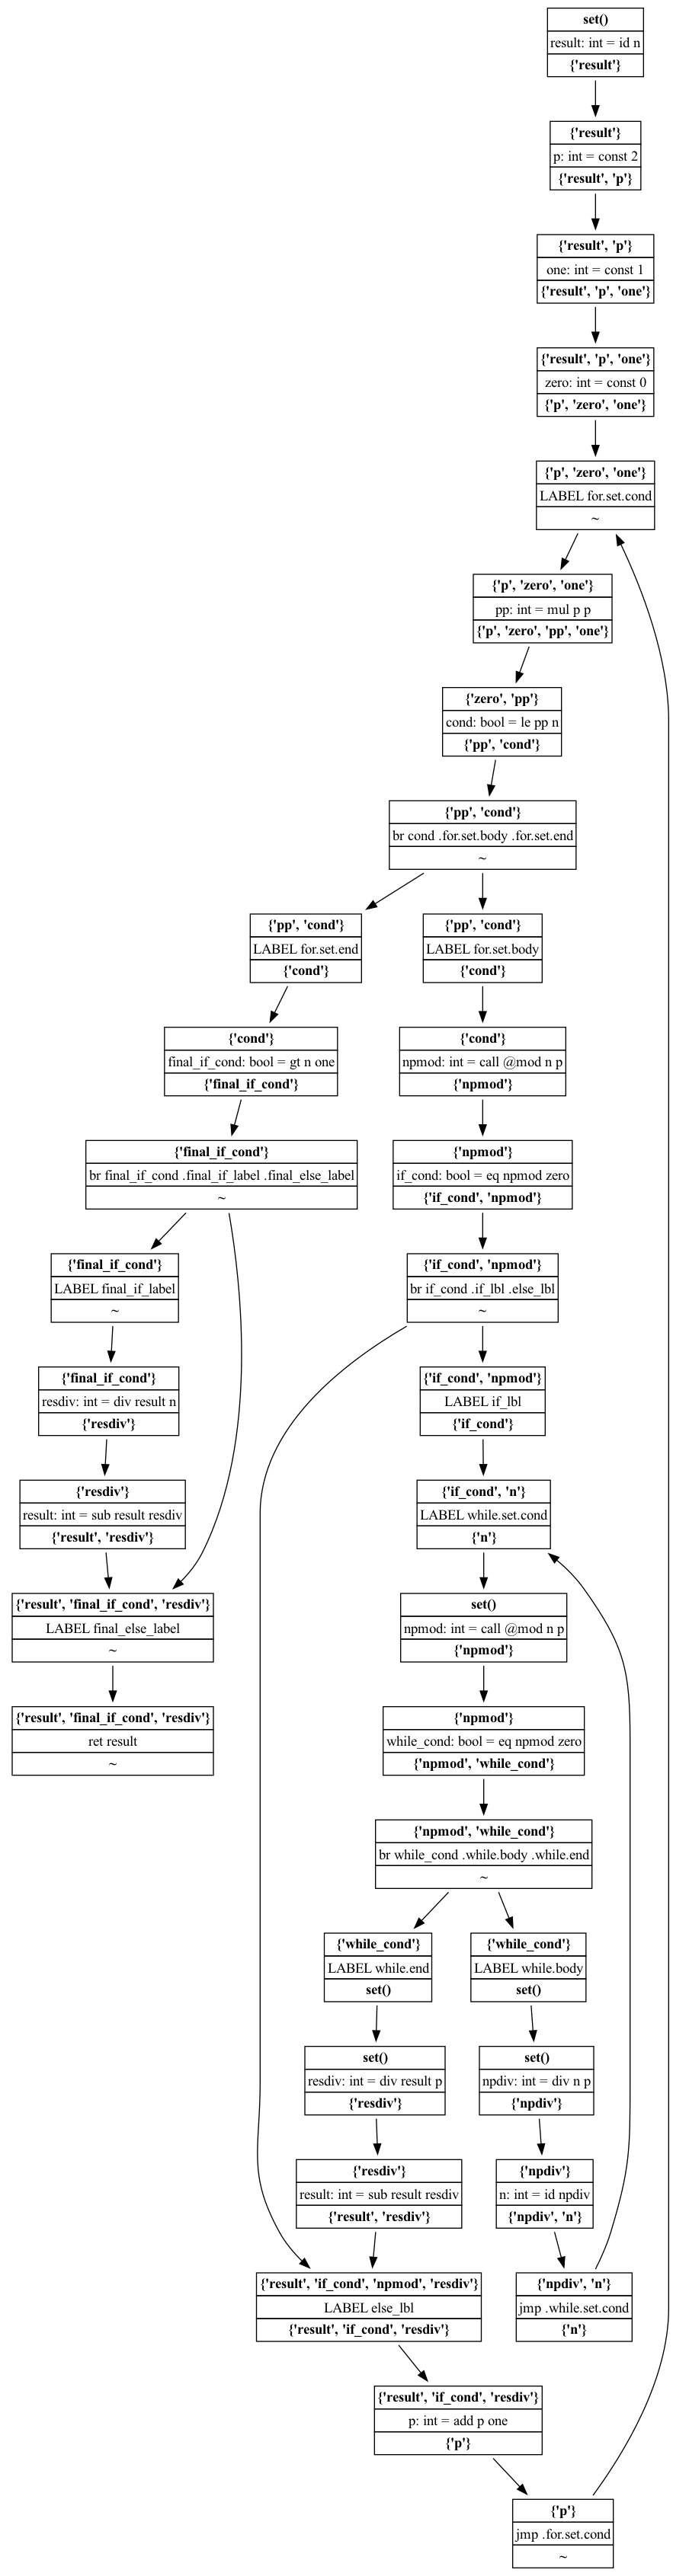 set()
result: int = id n
{'result'}
{'result'}
p: int = const 2
{'result', 'p'}
{'result', 'p'}
one: int = const 1
{'result', 'p', 'one'}
{'result', 'p', 'one'}
zero: int = const 0
{'p', 'zero', 'one'}
{'p', 'zero', 'one'}
LABEL for.set.cond
~
{'p', 'zero', 'one'}
pp: int = mul p p
{'p', 'zero', 'pp', 'one'}
{'zero', 'pp'}
cond: bool = le pp n
{'pp', 'cond'}
{'pp', 'cond'}
br cond .for.set.body .for.set.end
~
{'pp', 'cond'}
LABEL for.set.end
{'cond'}
{'pp', 'cond'}
LABEL for.set.body
{'cond'}
{'cond'}
final_if_cond: bool = gt n one
{'final_if_cond'}
{'cond'}
npmod: int = call @mod n p
{'npmod'}
{'final_if_cond'}
br final_if_cond .final_if_label .final_else_label
~
{'npmod'}
if_cond: bool = eq npmod zero
{'if_cond', 'npmod'}
{'final_if_cond'}
LABEL final_if_label
~
{'if_cond', 'npmod'}
br if_cond .if_lbl .else_lbl
~
{'final_if_cond'}
resdiv: int = div result n
{'resdiv'}
{'if_cond', 'npmod'}
LABEL if_lbl
{'if_cond'}
{'resdiv'}
result: int = sub result resdiv
{'result', 'resdiv'}
{'if_cond', 'n'}
LABEL while.set.cond
{'n'}
{'result', 'final_if_cond', 'resdiv'}
LABEL final_else_label
~
set()
npmod: int = call @mod n p
{'npmod'}
{'result', 'final_if_cond', 'resdiv'}
ret result
~
{'npmod'}
while_cond: bool = eq npmod zero
{'npmod', 'while_cond'}
{'npmod', 'while_cond'}
br while_cond .while.body .while.end
~
{'while_cond'}
LABEL while.end
set()
{'while_cond'}
LABEL while.body
set()
set()
resdiv: int = div result p
{'resdiv'}
set()
npdiv: int = div n p
{'npdiv'}
{'resdiv'}
result: int = sub result resdiv
{'result', 'resdiv'}
{'npdiv'}
n: int = id npdiv
{'npdiv', 'n'}
{'result', 'if_cond', 'npmod', 'resdiv'}
LABEL else_lbl
{'result', 'if_cond', 'resdiv'}
{'npdiv', 'n'}
jmp .while.set.cond
{'n'}
{'result', 'if_cond', 'resdiv'}
p: int = add p one
{'p'}
{'p'}
jmp .for.set.cond
~